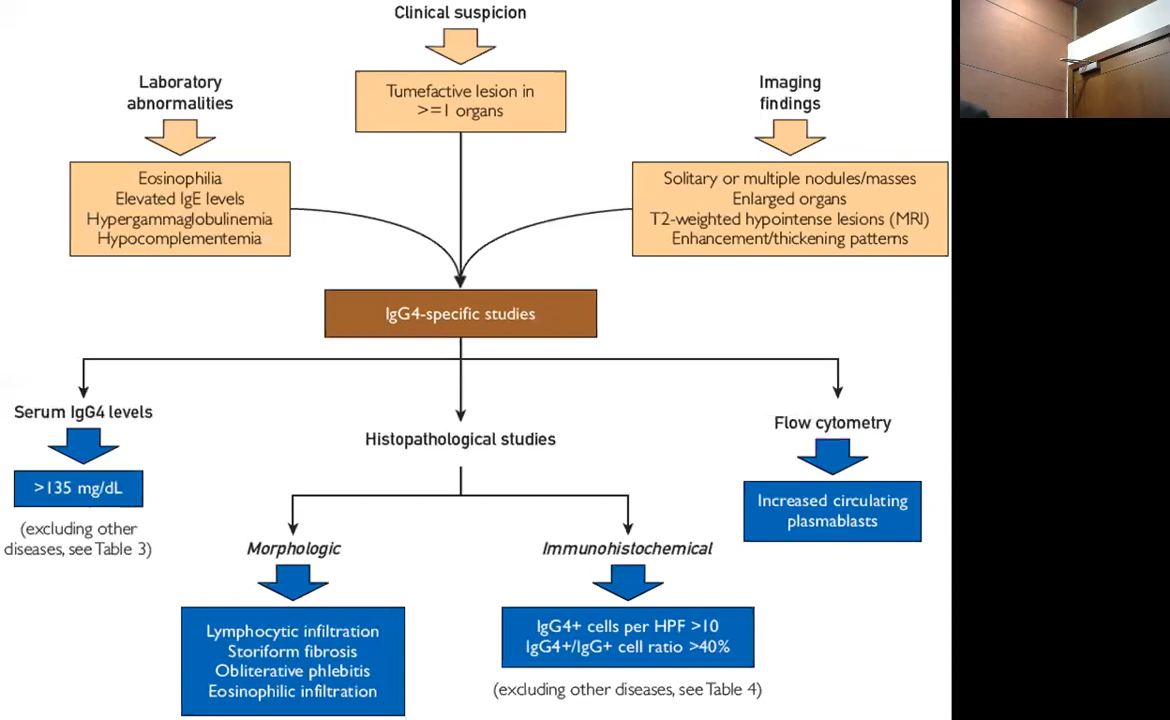 Clinical suspicion
Tumefactive lesion in
>=1 organs
Laboratory
abnormalities
Eosinophilia
Elevated IgE levels
Hypergammaglobulinemia
Hypocomplementemia
Imaging
findings
Solitary or multiple nodules/masses
Enlarged organs
T2-weighted hypointense lesions (MRI)
Enhancement/thickening patterns
IgG4-specific studies
Serum IgG4 levels
>135 mg/dL
(excluding other
diseases, see Table 3)
Histopathological studies
Morphologic
Lymphocytic infiltration
Storiform fibrosis
Obliterative phlebitis
Eosinophilic infiltration
Immunohistochemical
IgG4+ cells per HPF >10
IgG4+/IgG+ cell ratio >40%
(excluding other diseases, see Table 4)
Flow cytometry
Increased circulating
plasmablasts